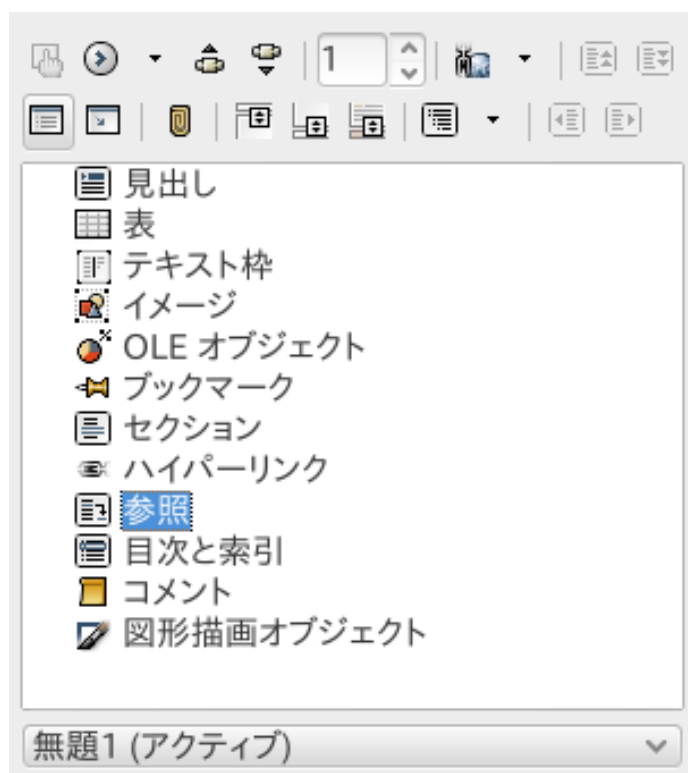 1
見出し
表
テキスト枠
イメージ
OLE オブジェクト
ブックマーク
セクション
ハイパーリンク
参照
目次と索引
コメント
図形描画オブジェクト
無題1 (アクティブ)